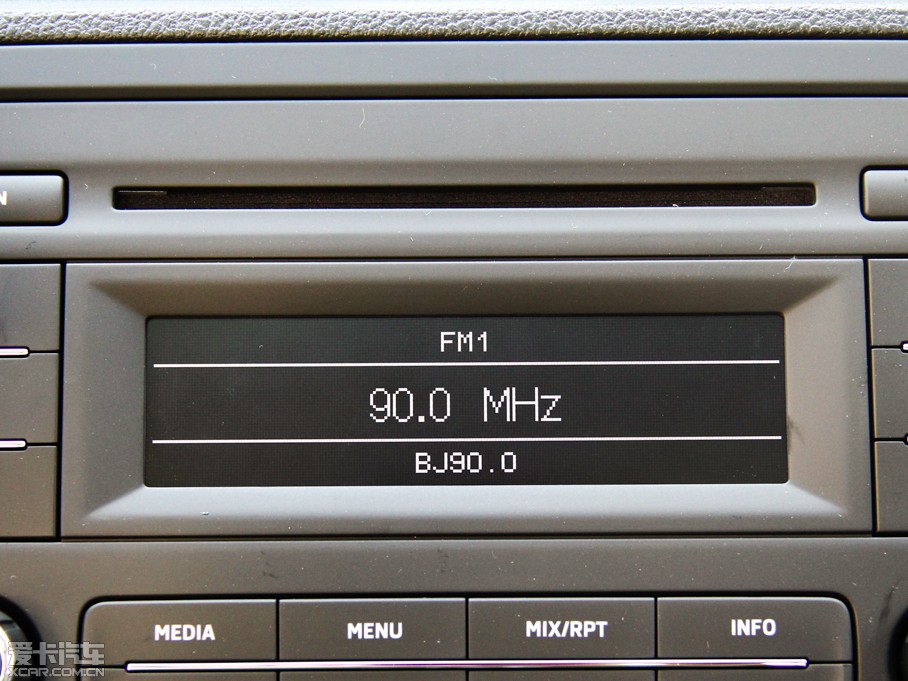 N
FM1
90.0 MHz
BJ90.0
MEDIA MENU MIX/RPT INFO
爱卡汽车
XCAR.COM.CN